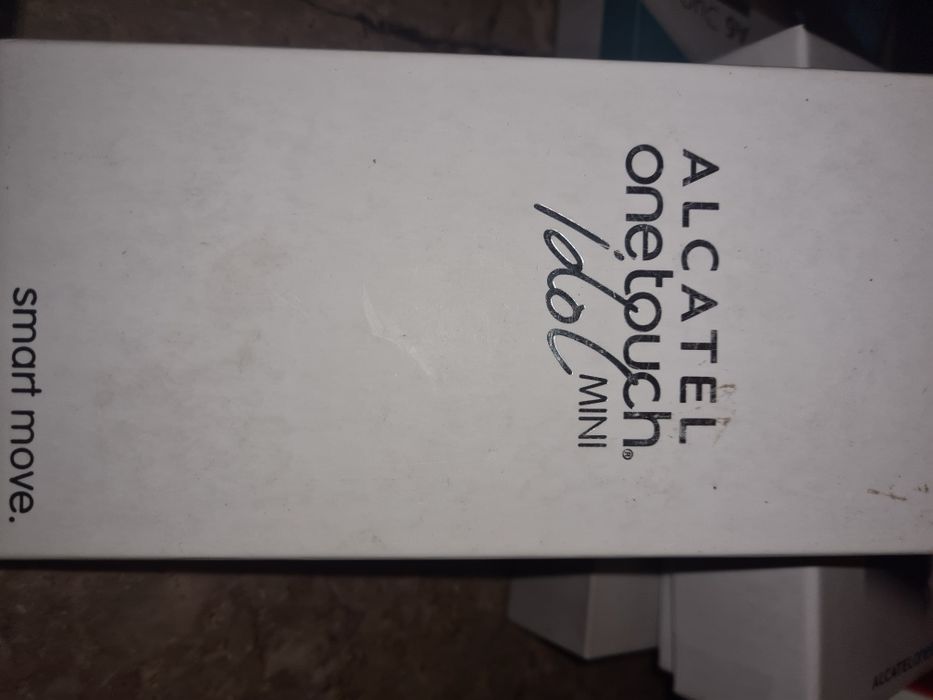 ALCATEL
onetouch®
Idol MINI
smart move.